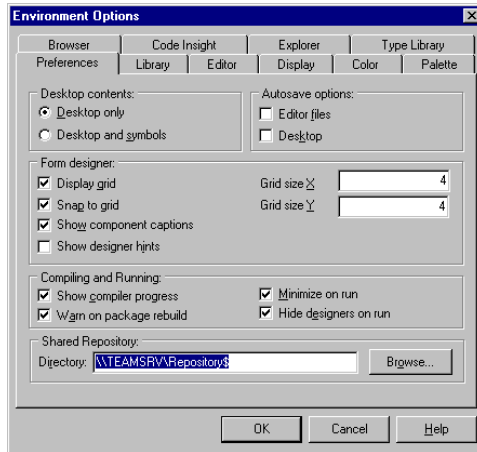 Environment Options
Browser Code Insight Explorer Type Library
Preferences Library Editor Display Color Palette
Desktop contents:
Desktop only
Desktop and symbols
Autosave options:
Editor files
Desktop
Form designer:
Display grid
Snap to grid
Show component captions
Show designer hints
Grid size X 4
Grid size Y 4
Compiling and Running:
Show compiler progress
Warn on package rebuild
Minimize on run
Hide designers on run
Shared Repository:
Directory: \\TEAMSRV\Repository$ Browse...
OK Cancel Help